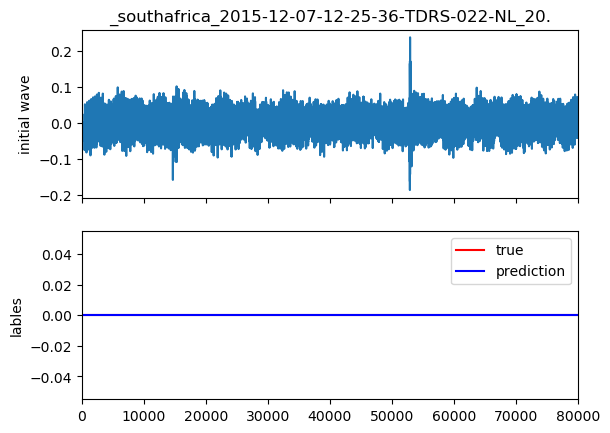 _southafrica_2015-12-07-12-25-36-TDRS-022-NL_20.
initial wave
0.2
0.1
0.0
−0.1
−0.2
lables
0.04
0.02
0.00
−0.02
−0.04
true
prediction
0 10000 20000 30000 40000 50000 60000 70000 80000